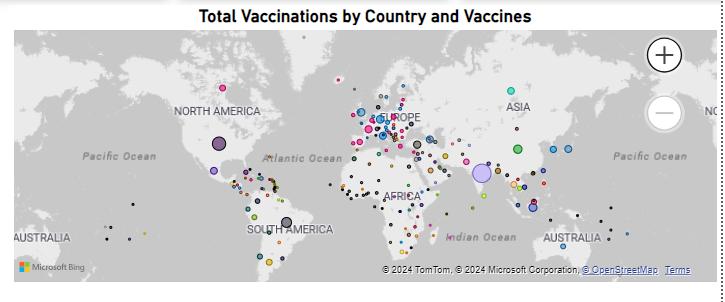 Total Vaccinations by Country and Vaccines
NORTH AMERICA
EUROPE
ASIA
NC
Pacific Ocean
Atlantic Ocean
Pacific Ocean
AFRICA
SOUTH AMERICA
AUSTRALIA
Indian Ocean
AUSTRALIA
Microsoft Bing
© 2024 TomTom, © 2024 Microsoft Corporation, © OpenStreetMap Terms